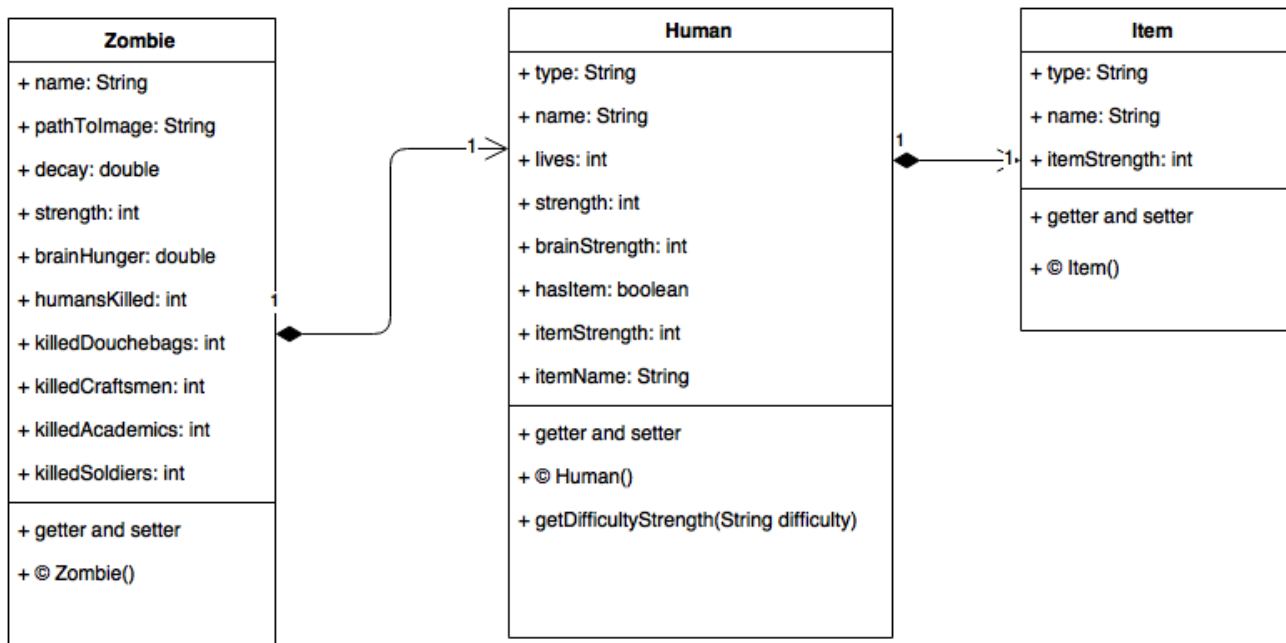 Zombie
+ name: String
+ pathToImage: String
+ decay: double
+ strength: int
+ brainHunger: double
+ humansKilled: int
+ killedDouchebags: int
+ killedCraftsmen: int
+ killedAcademics: int
+ killedSoldiers: int
+ getter and setter
+ © Zombie()
1
1
Human
+ type: String
+ name: String
+ lives: int
+ strength: int
+ brainStrength: int
+ hasItem: boolean
+ itemStrength: int
+ itemName: String
+ getter and setter
+ © Human()
+ getDifficultyStrength(String difficulty)
1
1
Item
+ type: String
+ name: String
+ itemStrength: int
+ getter and setter
+ © Item()